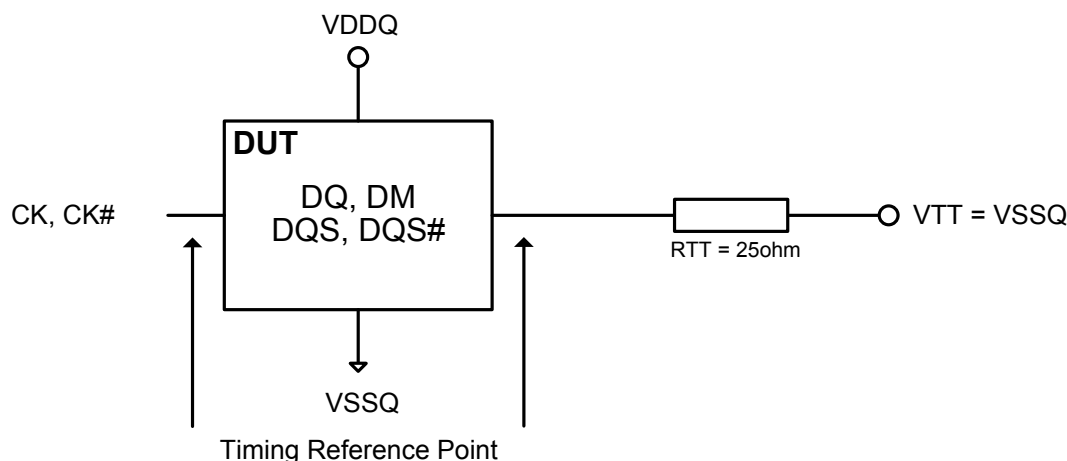 VDDQ
DUT
DQ, DM
DQS, DQS#
CK, CK#
VTT = VSSQ
RTT = 25ohm
VSSQ
Timing Reference Point